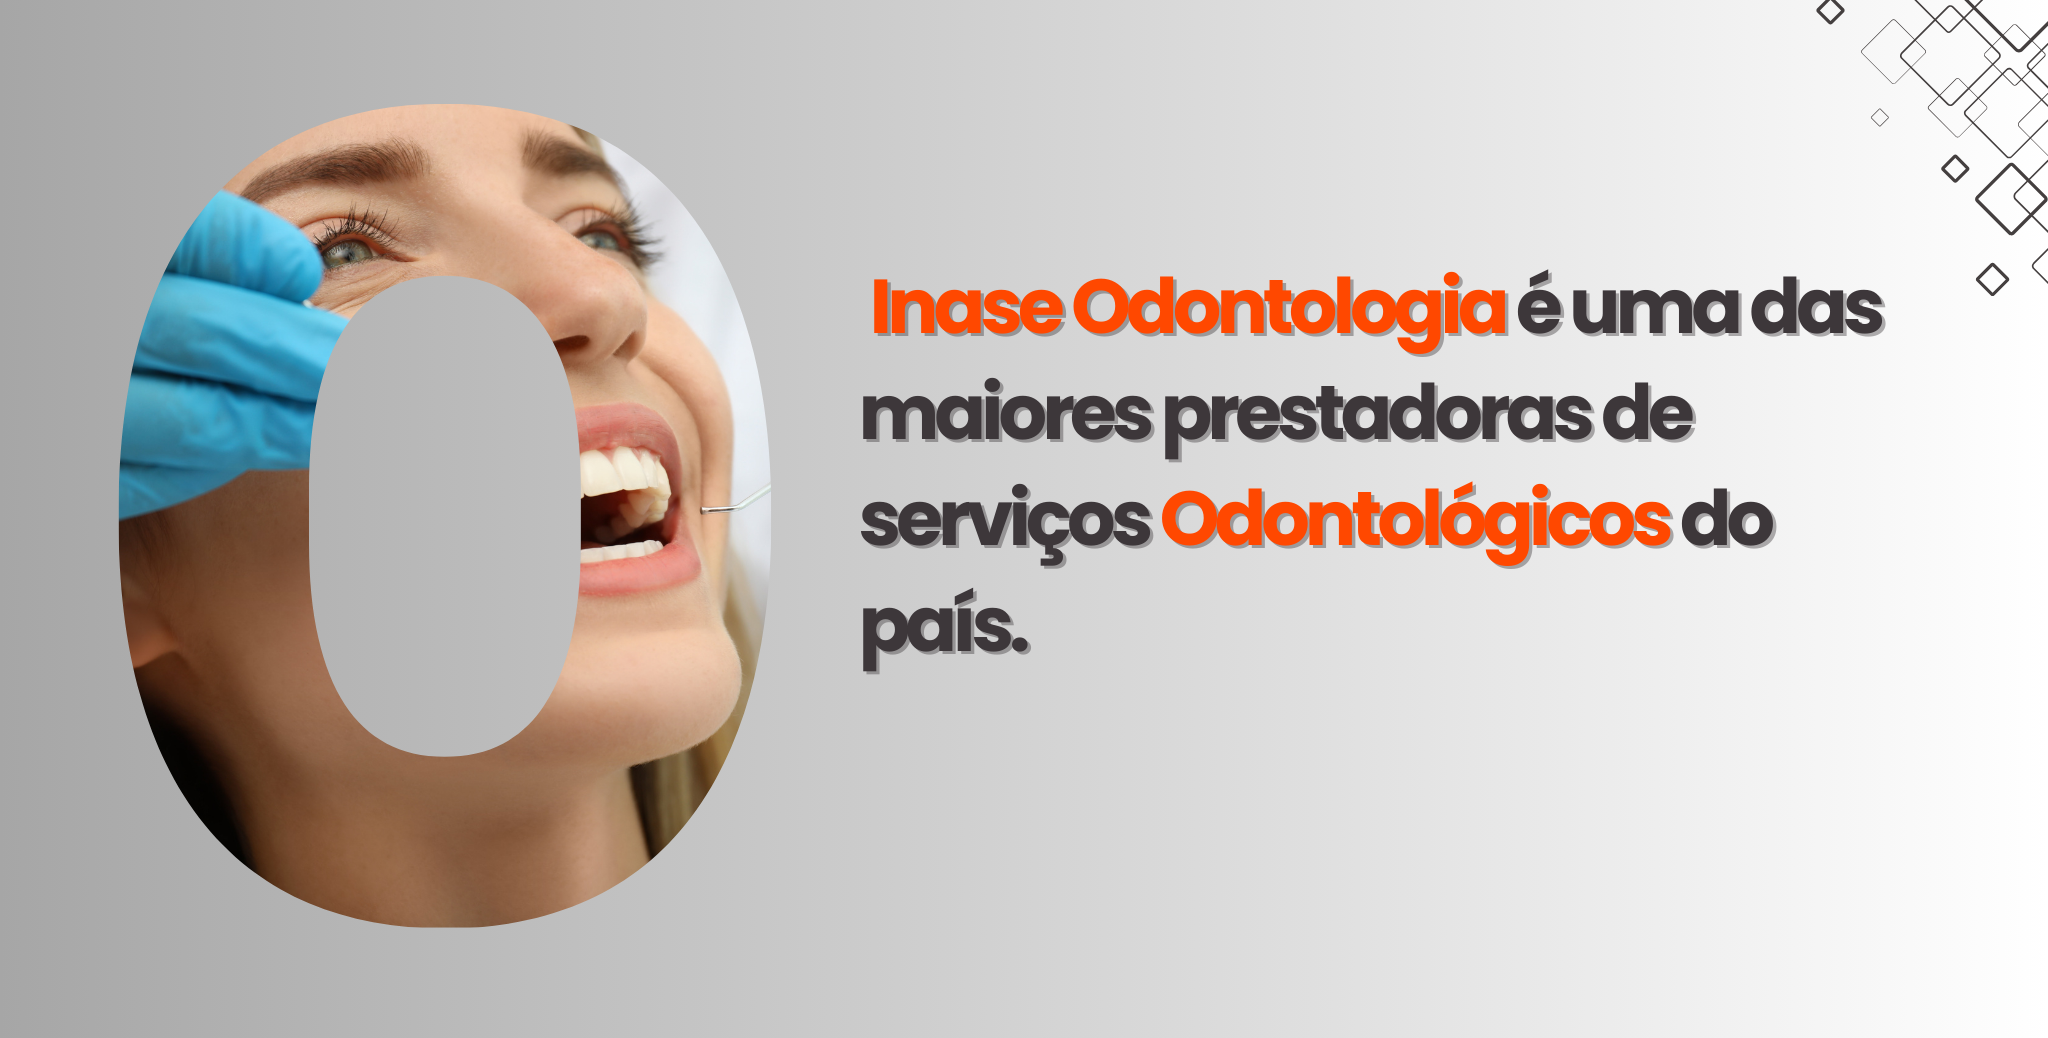 Inase Odontologia é uma das
maiores prestadoras de
serviços Odontológicos do
país.